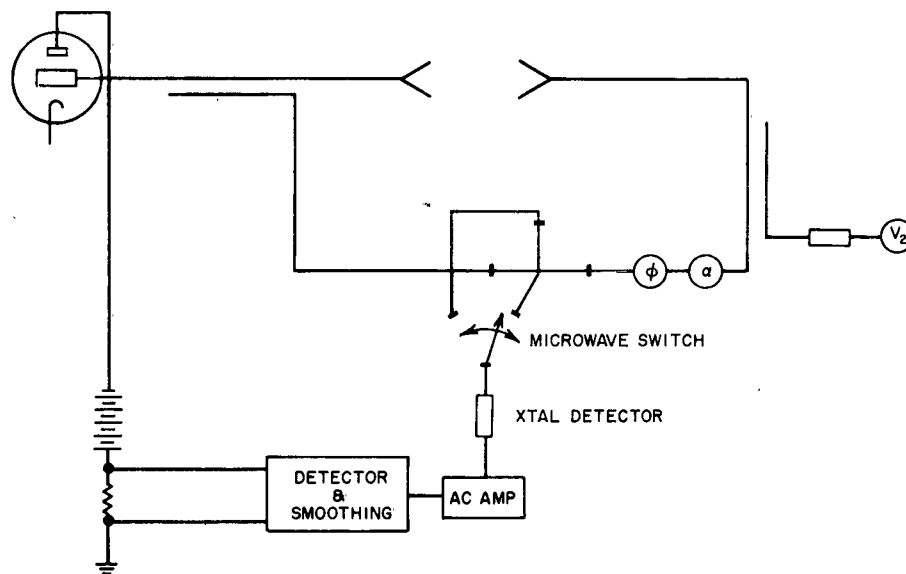 V2
φ
α
MICROWAVE SWITCH
XTAL DETECTOR
DETECTOR
&
SMOOTHING
AC AMP